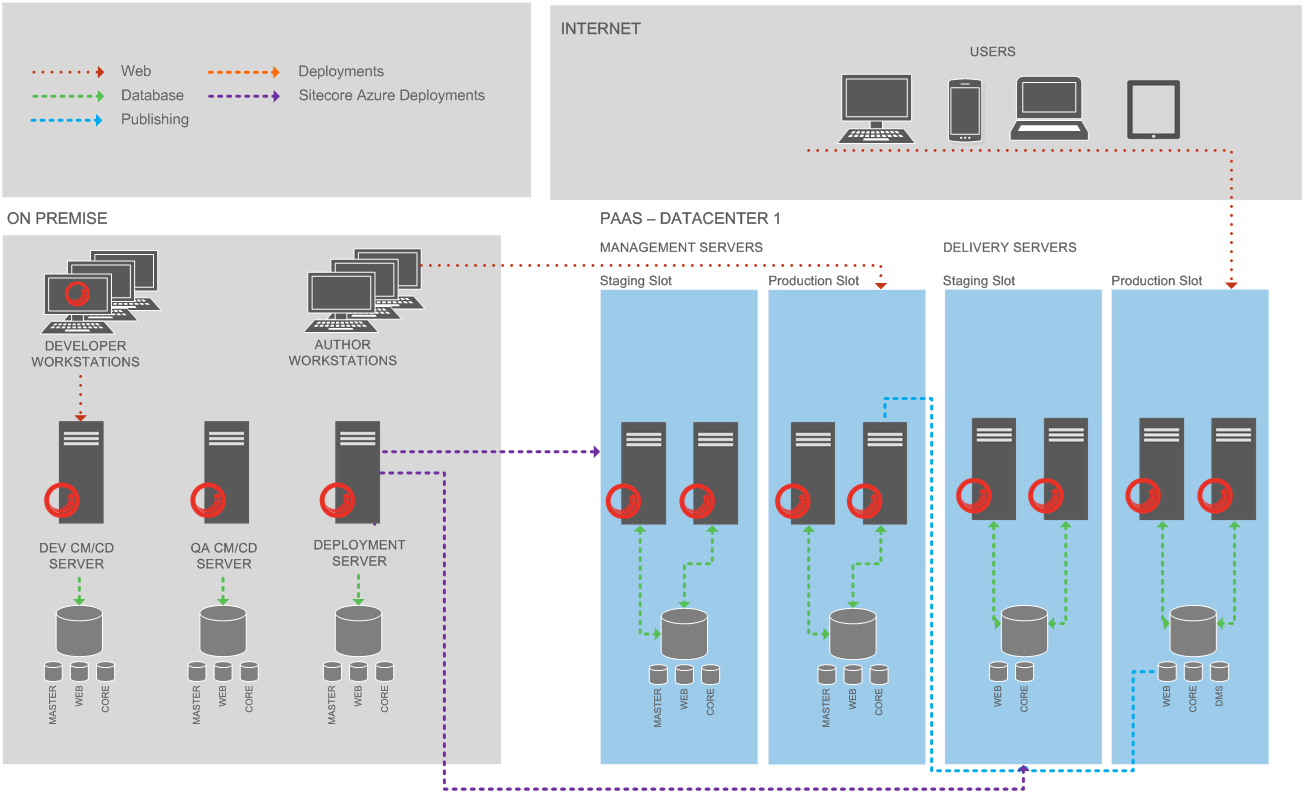 Web
Deployments
Database
Sitecore Azure Deployments
Publishing
INTERNET
USERS
ON PREMISE
DEVELOPER
WORKSTATIONS
AUTHOR
WORKSTATIONS
DEV CM/CD
SERVER
QA CM/CD
SERVER
DEPLOYMENT
SERVER
MASTER
WEB
CORE
MASTER
WEB
CORE
MASTER
WEB
CORE
PAAS – DATACENTER 1
MANAGEMENT SERVERS
DELIVERY SERVERS
Staging Slot
Production Slot
Staging Slot
Production Slot
MASTER
WEB
CORE
MASTER
WEB
CORE
WEB
CORE
WEB
CORE
DMS